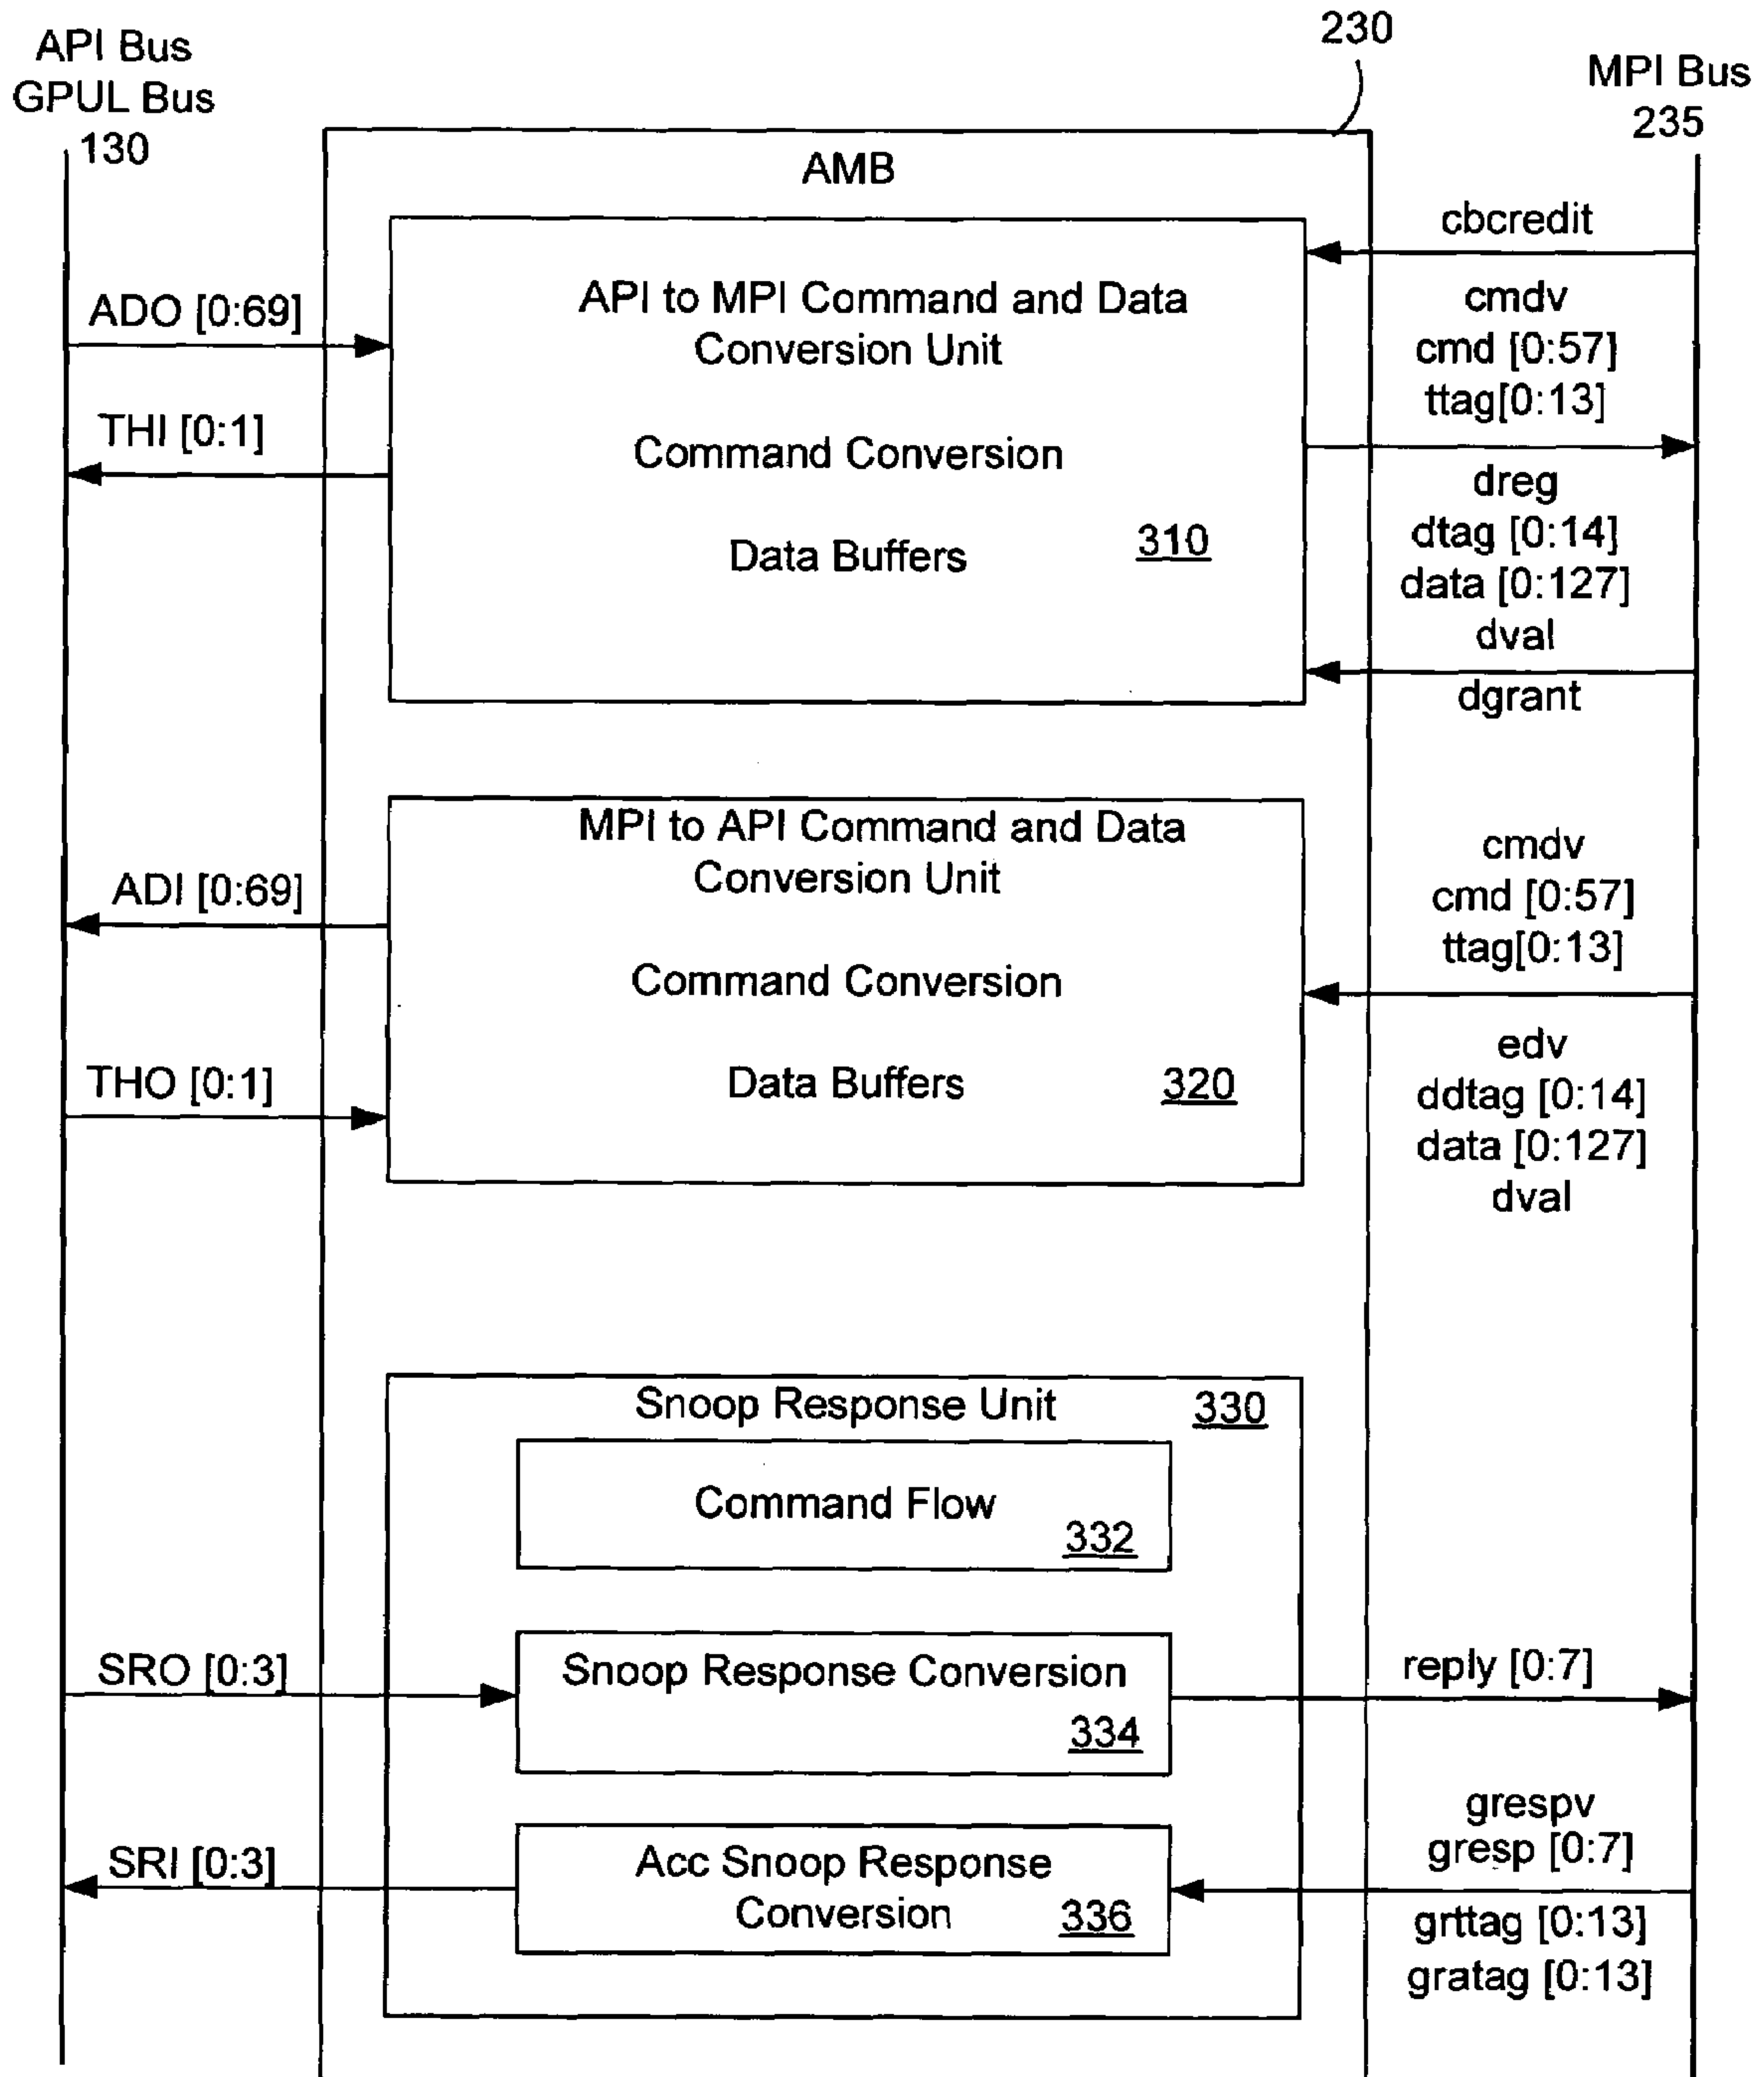 API Bus
GPUL Bus
130
230
MPI Bus
235
AMB
cbcredit
API to MPI Command and Data
Conversion Unit
Command Conversion
Data Buffers
310
ADO [0:69]
THI [0:1]
cmdv
cmd [0:57]
ttag[0:13]
dreg
dtag [0:14]
data [0:127]
dval
dgrant
MPI to API Command and Data
Conversion Unit
Command Conversion
Data Buffers
320
ADI [0:69]
THO [0:1]
cmdv
cmd [0:57]
ttag[0:13]
edv
ddtag [0:14]
data [0:127]
dval
Snoop Response Unit
330
Command Flow
332
SRO [0:3]
Snoop Response Conversion
334
reply [0:7]
SRI [0:3]
Acc Snoop Response
Conversion
336
grespv
gresp [0:7]
grttag [0:13]
gratag [0:13]